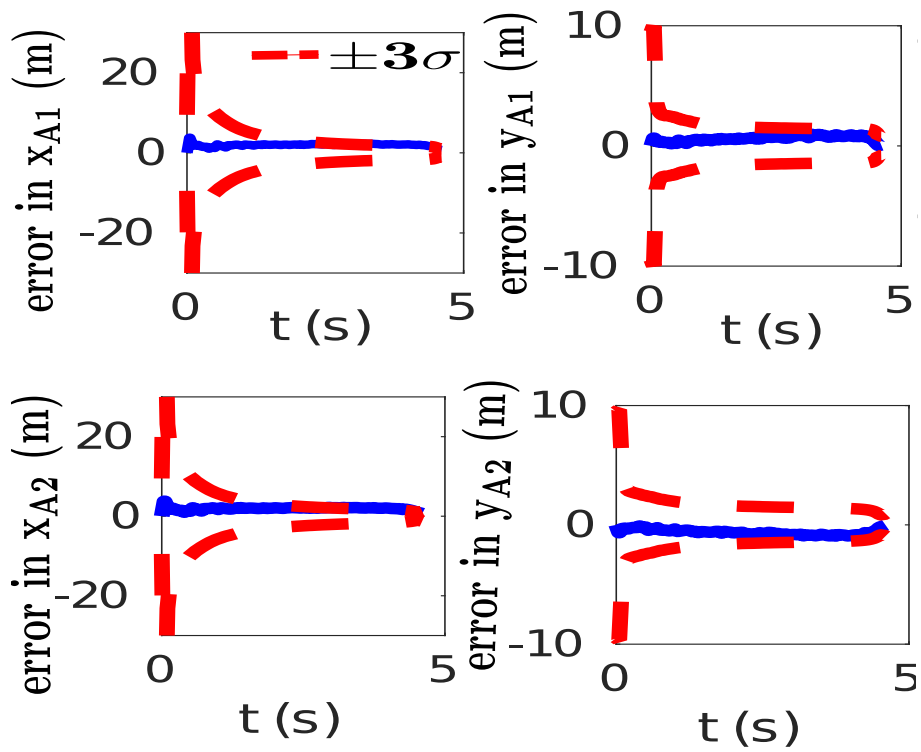 error in x_A1 (m)
20
0
-20
±3σ
0
5
t (s)
error in y_A1 (m)
10
0
-10
0
5
t (s)
error in x_A2 (m)
20
0
-20
0
5
t (s)
error in y_A2 (m)
10
0
-10
0
5
t (s)